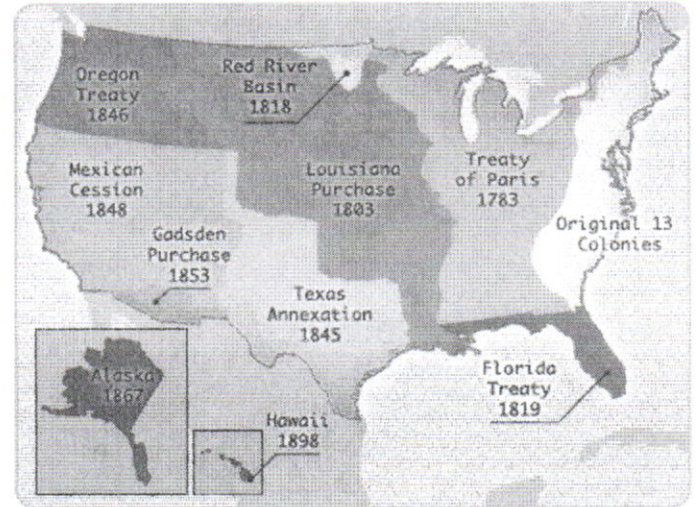 Oregon
Treaty
1846
Red River
Basin
1818
Mexican
Cession
1848
Louisiana
Purchase
1803
Treaty
of Paris
1783
Original 13
Colonies
Gadsden
Purchase
1853
Texas
Annexation
1845
Alaska
1867
Florida
Treaty
1819
Hawaii
1898